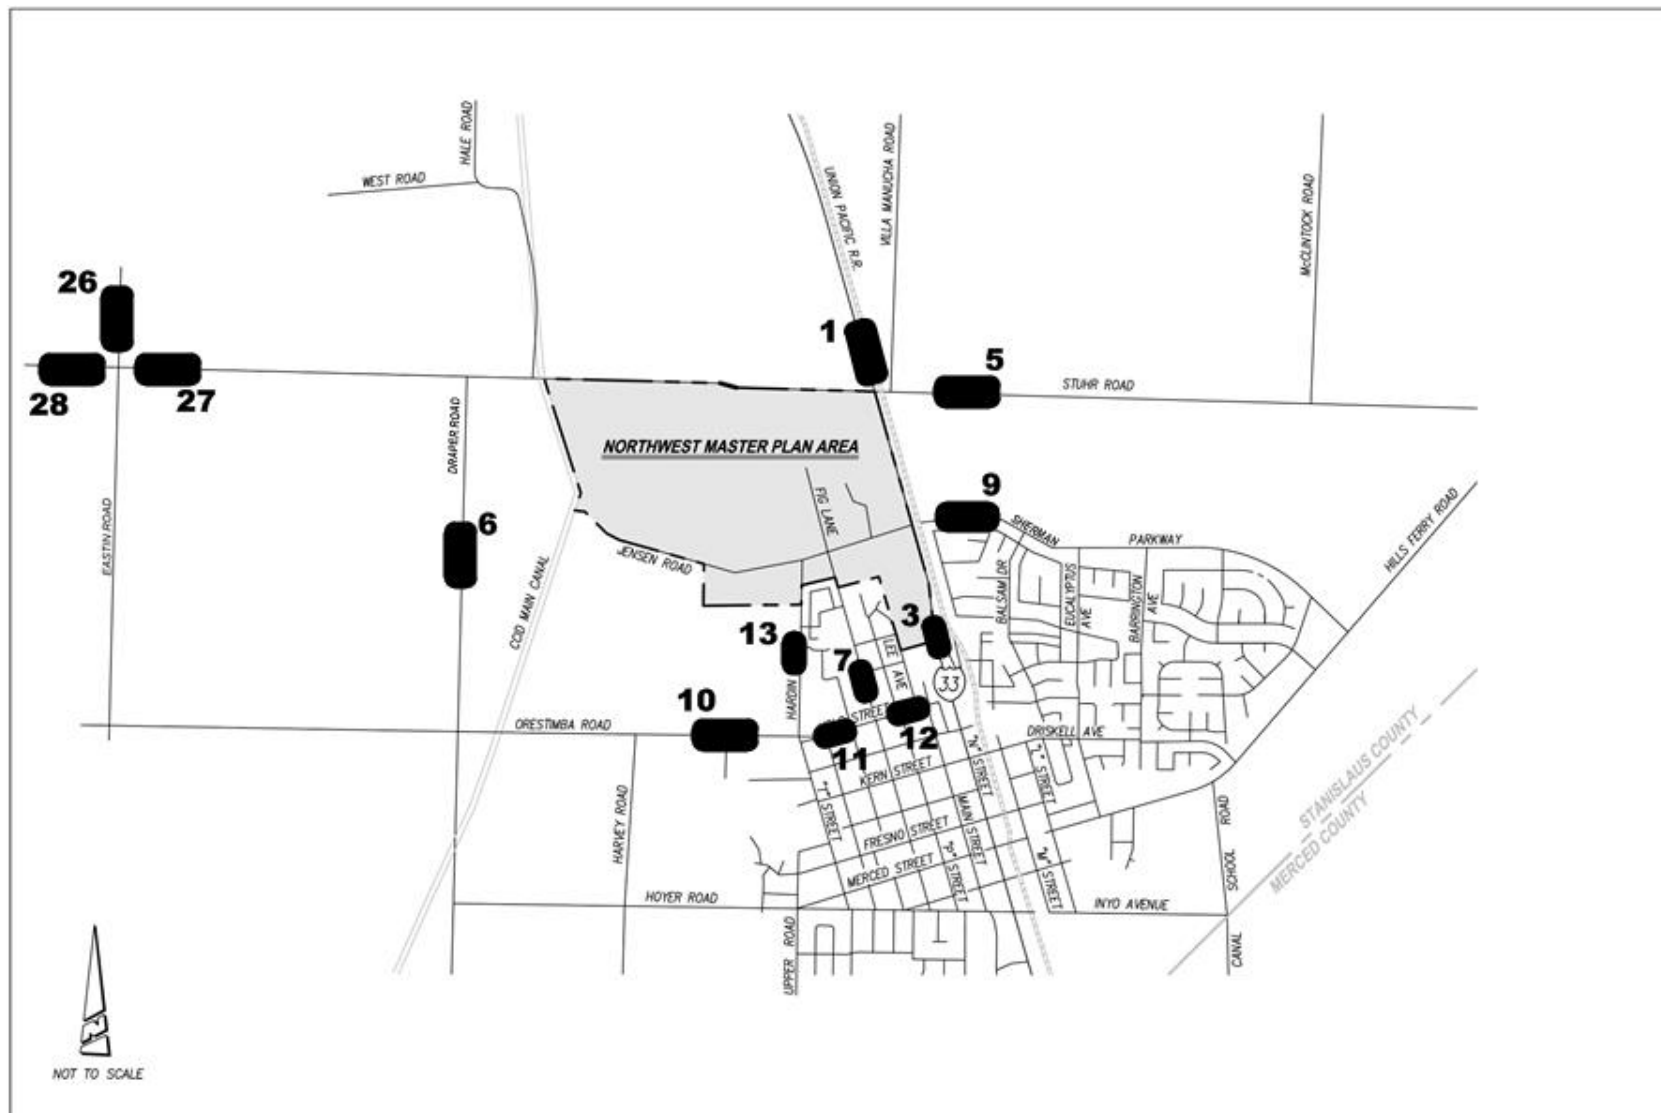 HALE ROAD
WEST ROAD
UNION PACIFIC R.R.
VILLA MANUCHA ROAD
McCLINTOCK ROAD
26
28
27
1
5
STUHR ROAD
DRAPER ROAD
NORTHWEST MASTER PLAN AREA
EASTIN ROAD
6
FIG LANE
9
SHERMAN
PARKWAY
HILLS FERRY ROAD
JENSEN ROAD
CCID MAIN CANAL
BALSAM DR
EUCALYPTUS
AVE
BARRINGTON
AVE
3
13
LEE AVE
7
33
HARDIN
10
ORESTIMBA ROAD
STREET
11
12
DRISKELL AVE
KERN STREET
"N" STREET
"L" STREET
"T" STREET
MAIN STREET
HARVEY ROAD
FRESNO STREET
MERCED STREET
"P" STREET
"M" STREET
STANISLAUS COUNTY
MERCED COUNTY
HOYER ROAD
INYO AVENUE
UPPER ROAD
CANAL SCHOOL ROAD
N
NOT TO SCALE